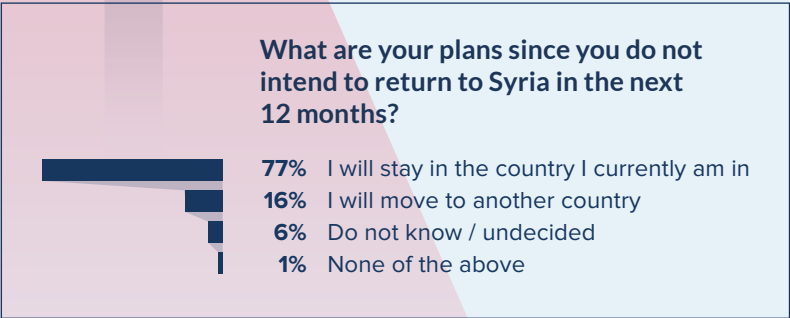 What are your plans since you do not
intend to return to Syria in the next
12 months?
77% I will stay in the country I currently am in
16% I will move to another country
6% Do not know / undecided
1% None of the above